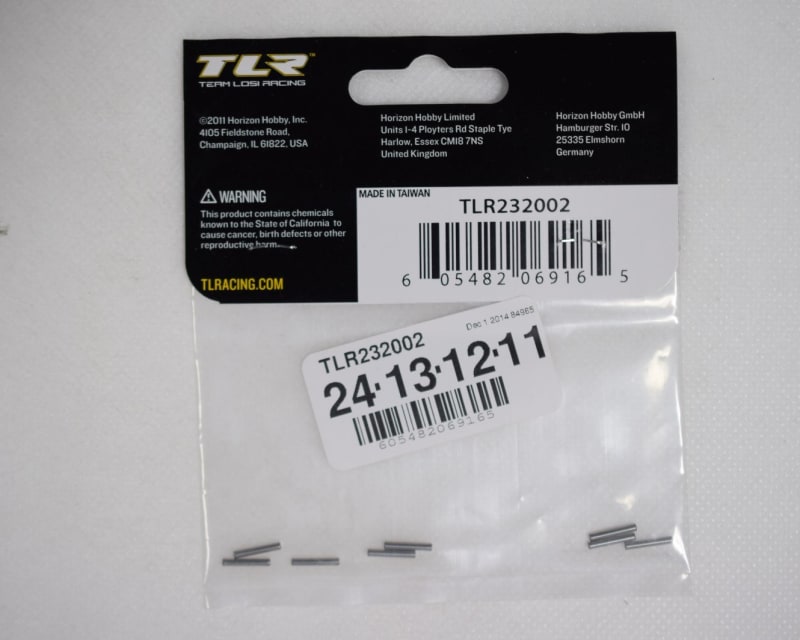 TLR™
TEAM LOSI RACING
©2011 Horizon Hobby, Inc.
4105 Fieldstone Road,
Champaign, IL 61822, USA
Horizon Hobby Limited
Units 1-4 Ployters Rd Staple Tye
Harlow, Essex CM18 7NS
United Kingdom
Horizon Hobby GmbH
Hamburger Str. 10
25335 Elmshorn
Germany
WARNING
This product contains chemicals
known to the State of California to
cause cancer, birth defects or other
reproductive harm.
TLRACING.COM
MADE IN TAIWAN
TLR232002
6 05482 06916 5
TLR232002
Dec 1 2014 84985
24·13·12·11
605482069165